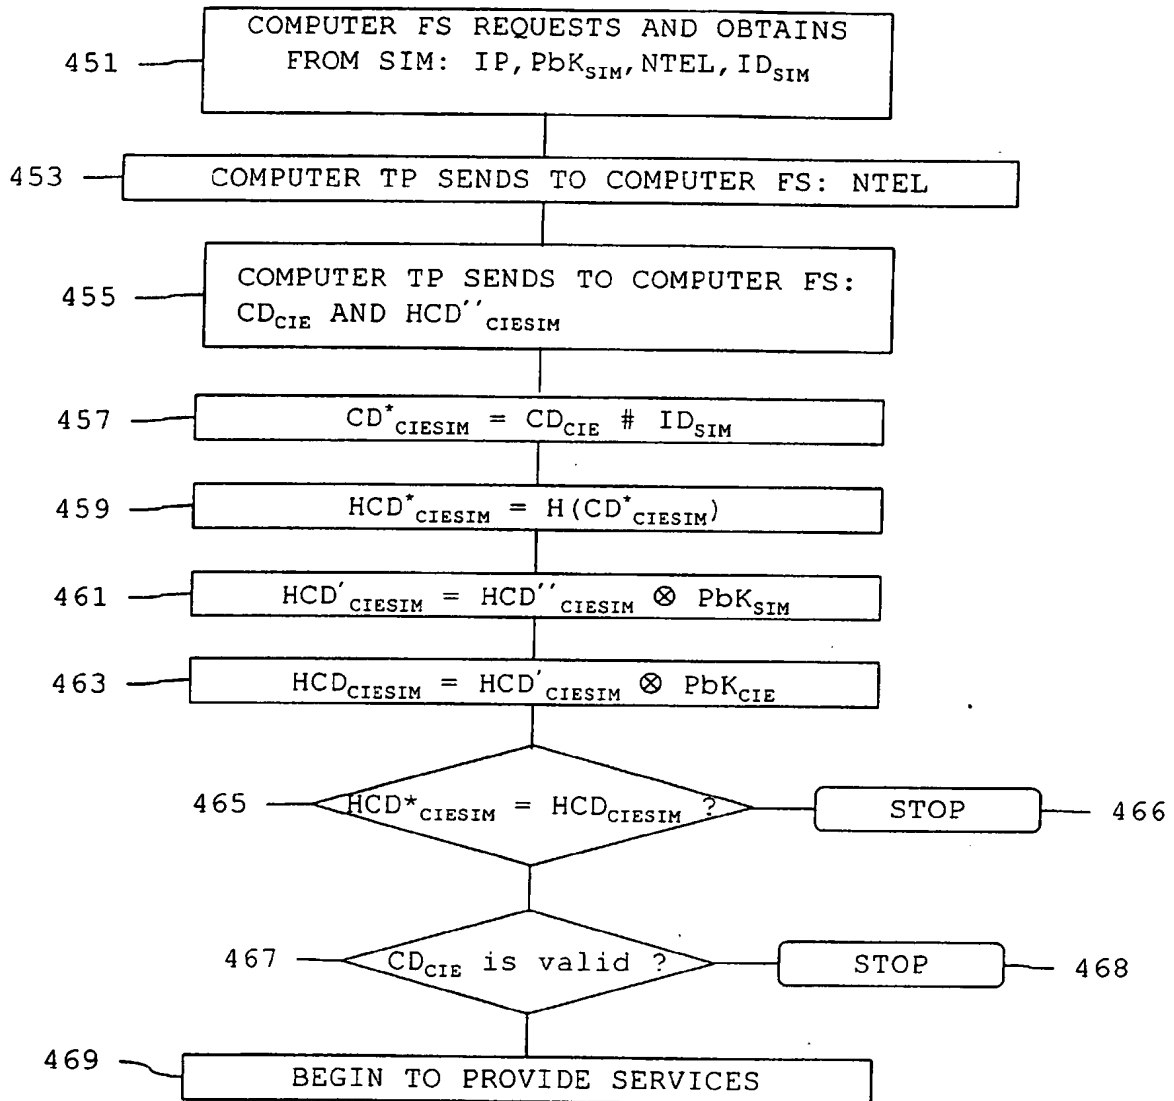 COMPUTER FS REQUESTS AND OBTAINS
451 FROM SIM: IP,PbK_SIM,NTEL,ID_SIM
453 COMPUTER TP SENDS TO COMPUTER FS: NTEL
COMPUTER TP SENDS TO COMPUTER FS:
455 CD_CIE AND HCD''_CIESIM
457 CD*_CIESIM = CD_CIE # ID_SIM
459 HCD*_CIESIM = H(CD*_CIESIM)
461 HCD'_CIESIM = HCD''_CIESIM ⊗ PbK_SIM
463 HCD_CIESIM = HCD'_CIESIM ⊗ PbK_CIE
465 HCD*_CIESIM = HCD_CIESIM ? STOP 466
467 CD_CIE is valid ? STOP 468
469 BEGIN TO PROVIDE SERVICES